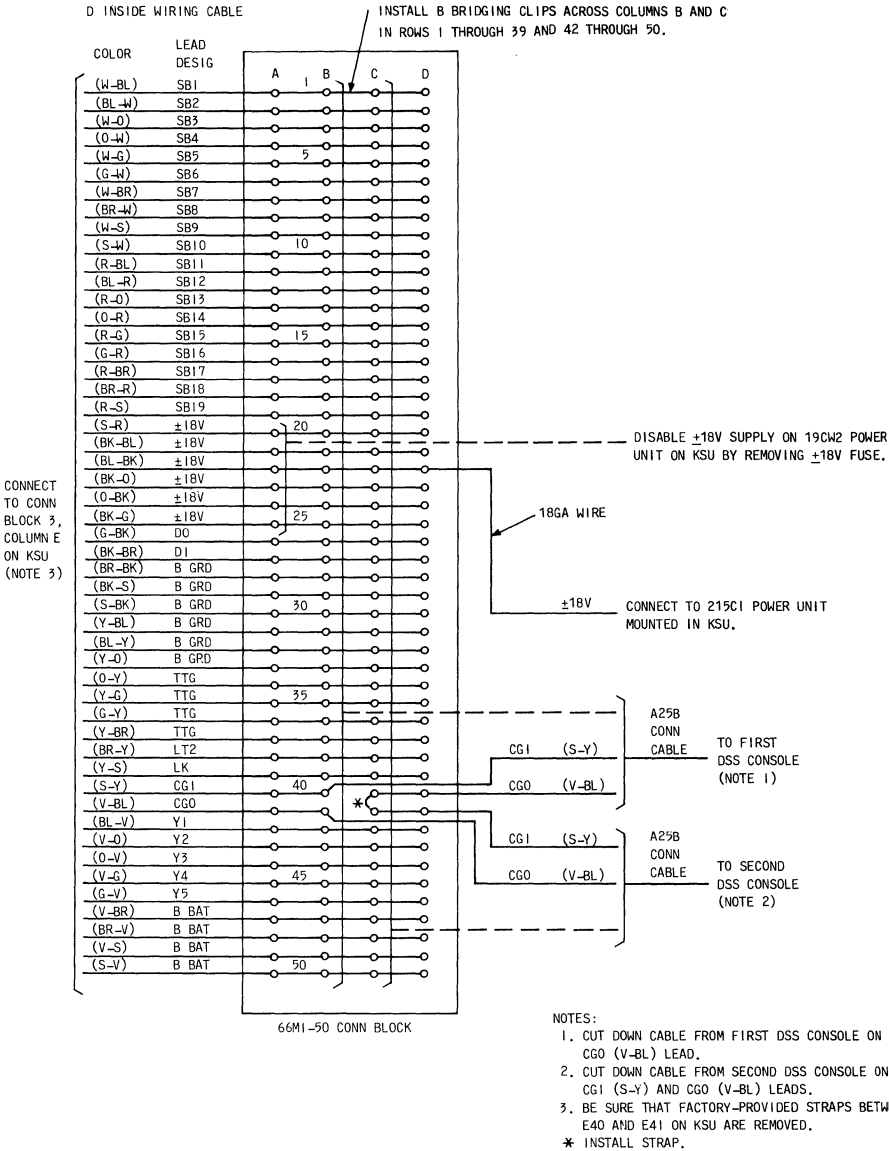 D INSIDE WIRING CABLE
INSTALL B BRIDGING CLIPS ACROSS COLUMNS B AND C
IN ROWS 1 THROUGH 39 AND 42 THROUGH 50.
COLOR LEAD DESIG
A B C D
(W-BL) SB1 1
(BL-W) SB2
(W-O) SB3
(O-W) SB4
(W-G) SB5 5
(G-W) SB6
(W-BR) SB7
(BR-W) SB8
(W-S) SB9
(S-W) SB10 10
(R-BL) SB11
(BL-R) SB12
(R-O) SB13
(O-R) SB14
(R-G) SB15 15
(G-R) SB16
(R-BR) SB17
(BR-R) SB18
(R-S) SB19
(S-R) ±18V 20
(BK-BL) ±18V
(BL-BK) ±18V
(BK-O) ±18V
(O-BK) ±18V
(BK-G) ±18V 25
(G-BK) DO
(BK-BR) D1
(BR-BK) B GRD
(BK-S) B GRD
(S-BK) B GRD 30
(Y-BL) B GRD
(BL-Y) B GRD
(Y-O) B GRD
(O-Y) TTG
(Y-G) TTG 35
(G-Y) TTG
(Y-BR) TTG
(BR-Y) LT2
(Y-S) LK
(S-Y) CG1 40
(V-BL) CGO
(BL-V) Y1
(V-O) Y2
(O-V) Y3
(V-G) Y4 45
(G-V) Y5
(V-BR) B BAT
(BR-V) B BAT
(V-S) B BAT
(S-V) B BAT 50
CONNECT
TO CONN
BLOCK 3,
COLUMN E
ON KSU
(NOTE 3)
DISABLE ±18V SUPPLY ON 19CW2 POWER
UNIT ON KSU BY REMOVING ±18V FUSE.
18GA WIRE
±18V
CONNECT TO 215C1 POWER UNIT
MOUNTED IN KSU.
CG1 (S-Y)
CGO (V-BL)
A25B
CONN
CABLE
TO FIRST
DSS CONSOLE
(NOTE 1)
*
CG1 (S-Y)
CGO (V-BL)
A25B
CONN
CABLE
TO SECOND
DSS CONSOLE
(NOTE 2)
66M1-50 CONN BLOCK
NOTES:
1. CUT DOWN CABLE FROM FIRST DSS CONSOLE ON
CGO (V-BL) LEAD.
2. CUT DOWN CABLE FROM SECOND DSS CONSOLE ON
CG1 (S-Y) AND CGO (V-BL) LEADS.
3. BE SURE THAT FACTORY-PROVIDED STRAPS BETW
E40 AND E41 ON KSU ARE REMOVED.
* INSTALL STRAP.